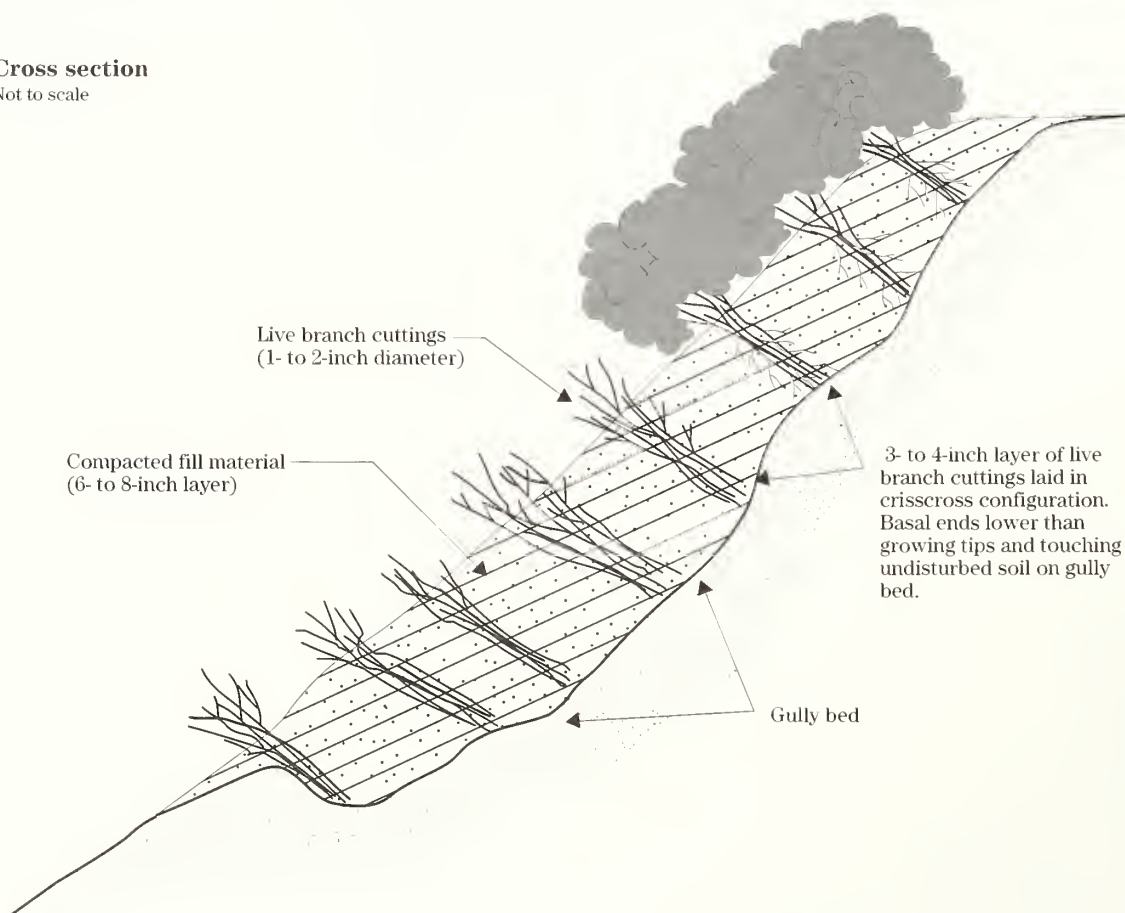 Cross section
Not to scale
Live branch cuttings
(1- to 2-inch diameter)
Compacted fill material
(6- to 8-inch layer)
3- to 4-inch layer of live
branch cuttings laid in
crisscross configuration.
Basal ends lower than
growing tips and touching
undisturbed soil on gully
bed.
Gully bed